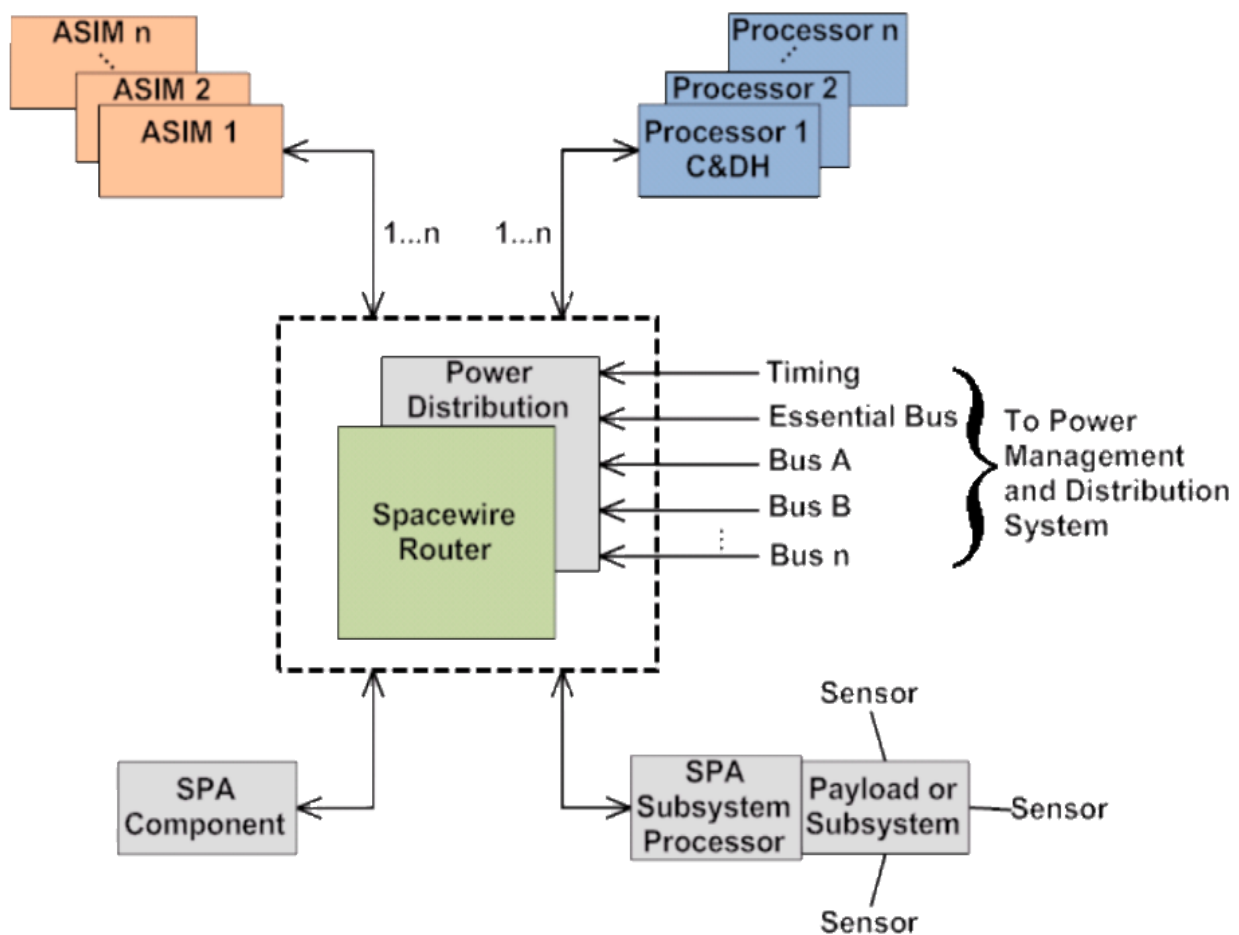 ASIM n
ASIM 2
ASIM 1
Processor n
Processor 2
Processor 1
C&DH
1...n
1...n
Power
Distribution
Spacewire
Router
Timing
Essential Bus
Bus A
Bus B
Bus n
To Power
Management
and Distribution
System
SPA
Component
SPA
Subsystem
Processor
Payload or
Subsystem
Sensor
Sensor
Sensor